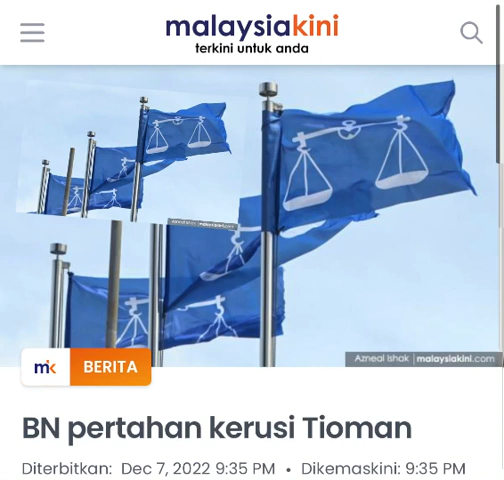 malaysiakini
terkini untuk anda
Azneal Ishak | malaysiakini.com
mk BERITA
BN pertahan kerusi Tioman
Diterbitkan: Dec 7, 2022 9:35 PM • Dikemaskini: 9:35 PM